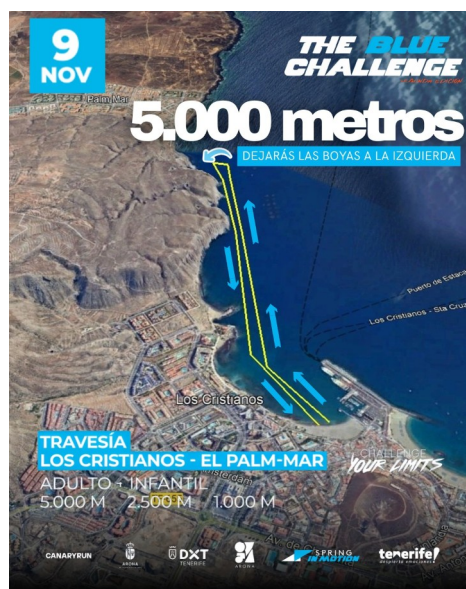 9
NOV
THE BLUE
CHALLENGE
Palm-Mar
5.000 metros
DEJARÁS LAS BOYAS A LA IZQUIERDA
Puerto de Estaca
Los Cristianos - Sta Cruz
Los Cristianos
TRAVESÍA
LOS CRISTIANOS - EL PALM-MAR
CHALLENGE
YOUR LIMITS
ADULTO + INFANTIL
5.000 M 2.500 M 1.000 M
CANARYRUN
ARONA
DXT
TENERIFE
ARONA
SPRING
IN MOTION
tenerife!
despierta emociones